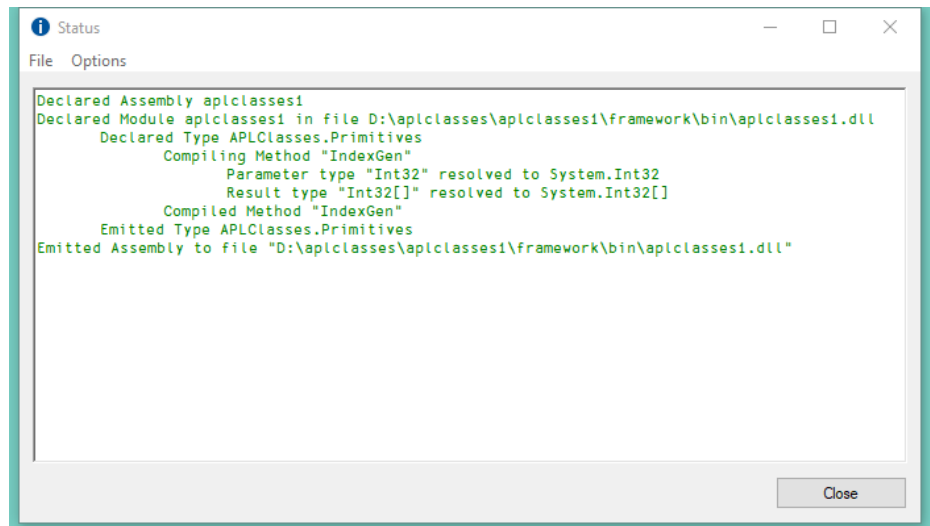 Status
File Options
Declared Assembly aplclasses1
Declared Module aplclasses1 in file D:\aplclasses\aplclasses1\framework\bin\aplclasses1.dll
Declared Type APLClasses.Primitives
Compiling Method "IndexGen"
Parameter type "Int32" resolved to System.Int32
Result type "Int32[]" resolved to System.Int32[]
Compiled Method "IndexGen"
Emitted Type APLClasses.Primitives
Emitted Assembly to file "D:\aplclasses\aplclasses1\framework\bin\aplclasses1.dll"
Close